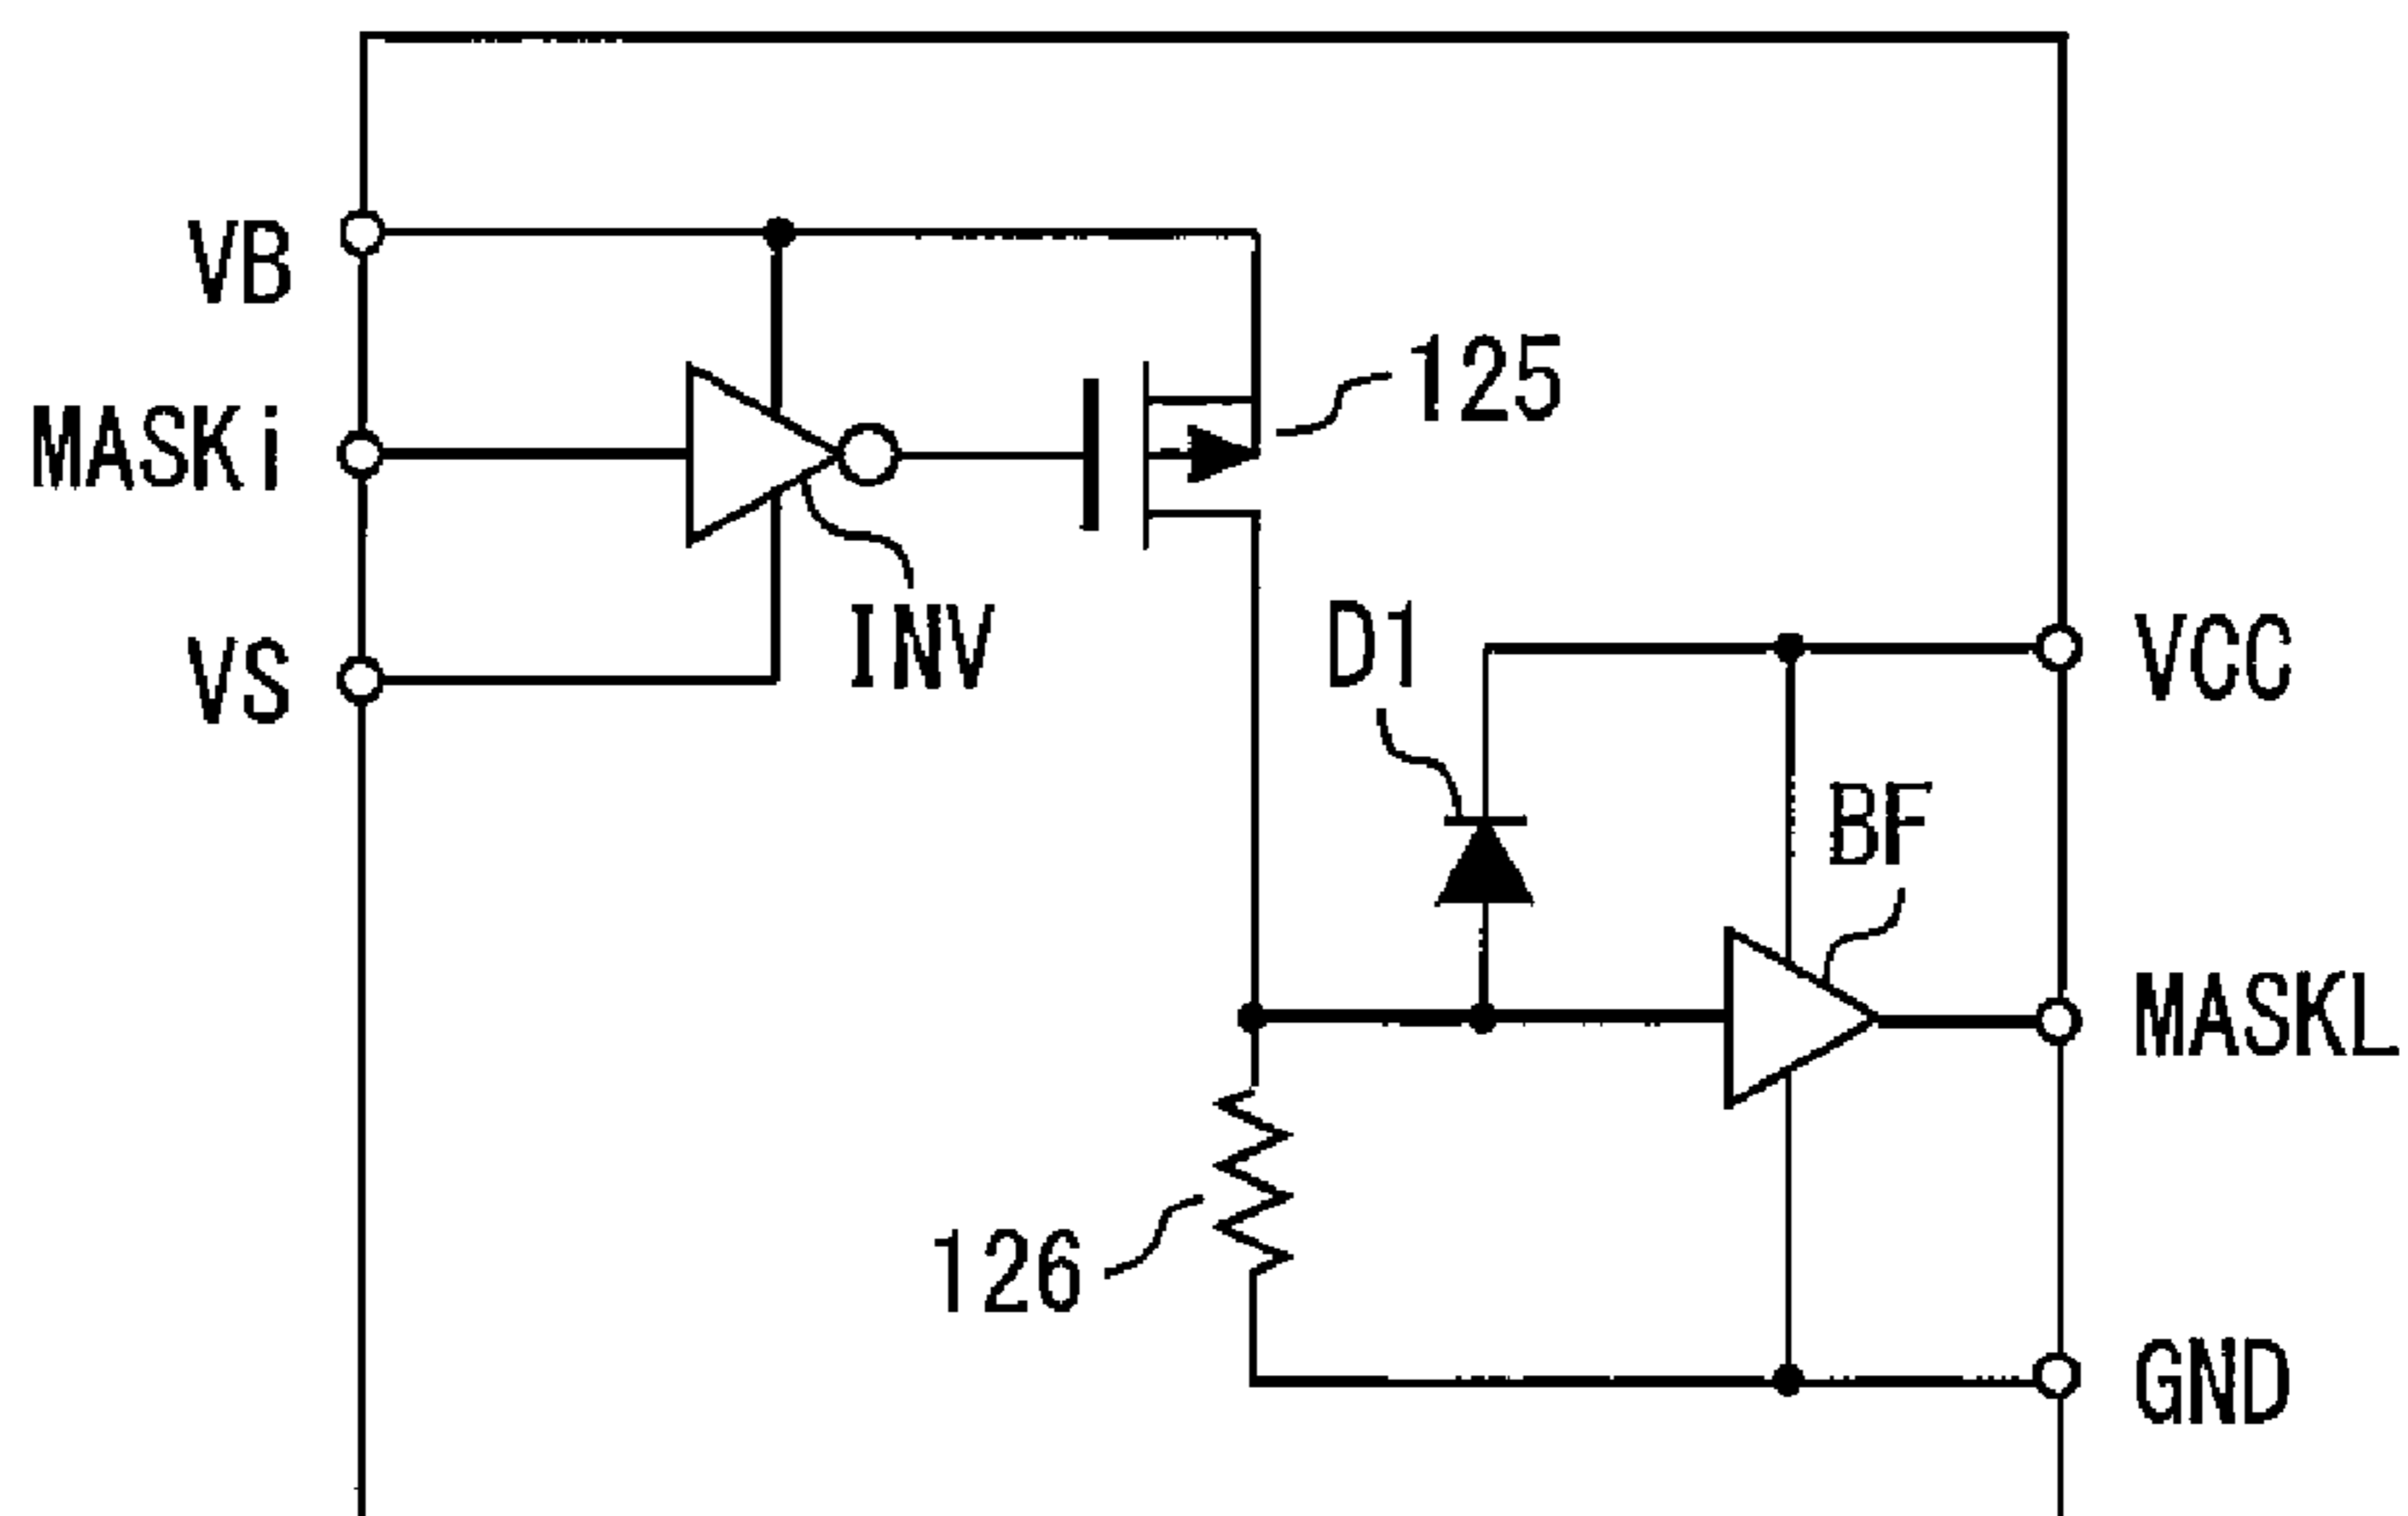 VB
125
MASKi
D1
INV
VS
VCC
BF
MASKL
126
GND